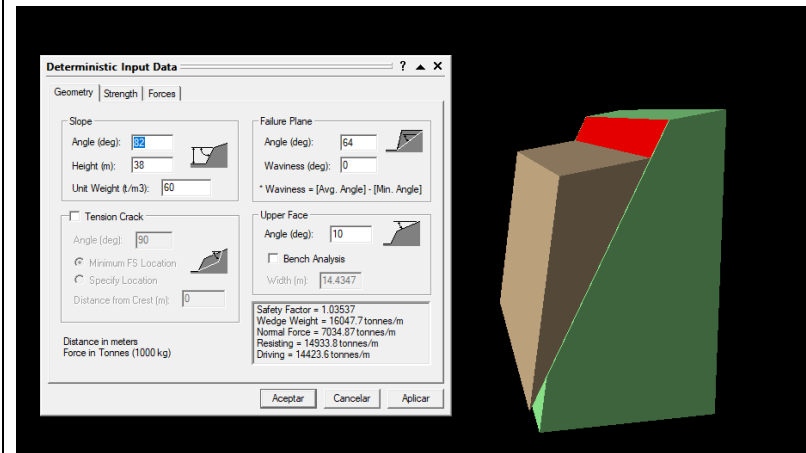 Deterministic Input Data ? ▲ X
Geometry Strength Forces
Slope
Angle (deg): 82
Height (m): 38
Unit Weight (t/m3): 60
Failure Plane
Angle (deg): 64
Waviness (deg): 0
* Waviness = [Avg. Angle] - [Min. Angle]
Tension Crack
Angle (deg): 90
Minimum FS Location
Specify Location
Distance from Crest (m): 0
Upper Face
Angle (deg): 10
Bench Analysis
Width (m): 14.4347
Distance in meters
Force in Tonnes (1000 kg)
Safety Factor = 1.03537
Wedge Weight = 16047.7 tonnes/m
Normal Force = 7034.87 tonnes/m
Resisting = 14933.8 tonnes/m
Driving = 14423.6 tonnes/m
Aceptar Cancelar Aplicar